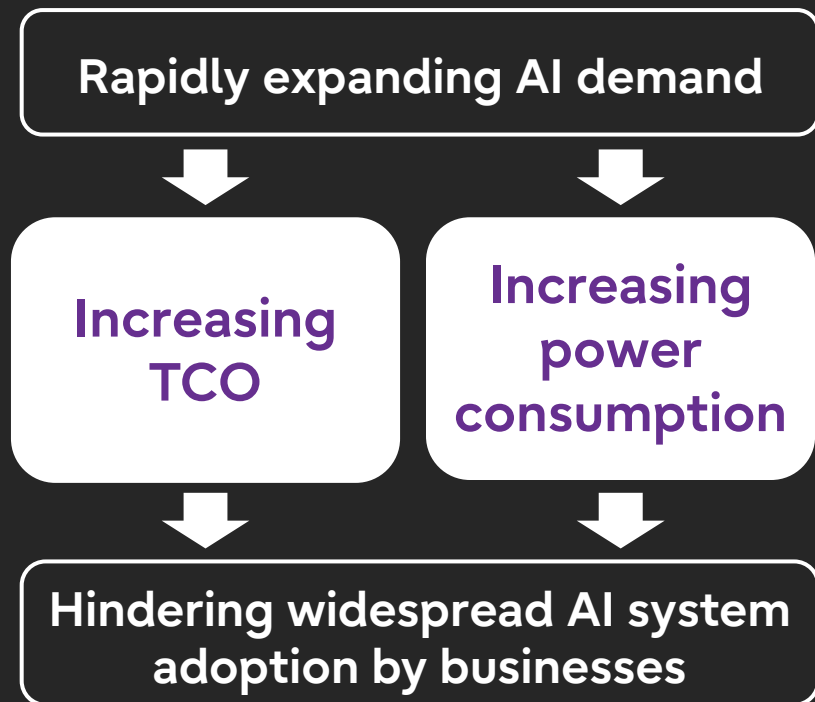 Rapidly expanding AI demand
Increasing
TCO
Increasing
power
consumption
Hindering widespread AI system
adoption by businesses